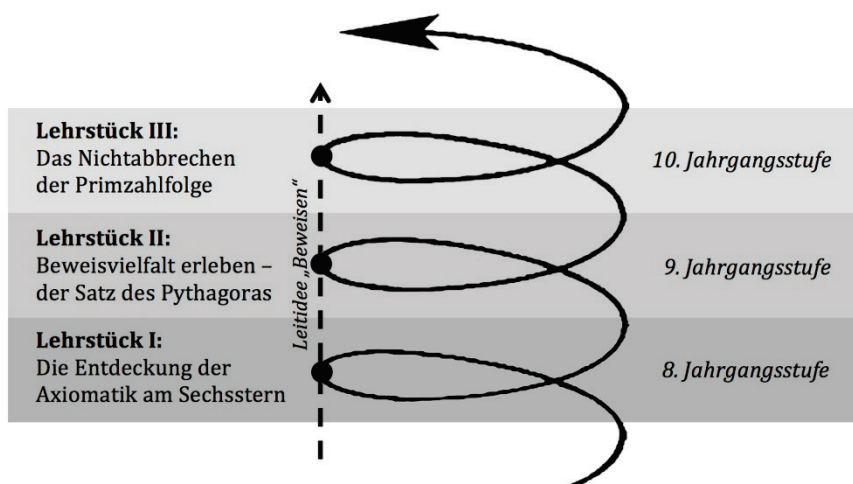 Lehrstück III:
Das Nichtabbrechen
der Primzahlfolge
10. Jahrgangsstufe
Lehrstück II:
Beweisvielfalt erleben –
der Satz des Pythagoras
9. Jahrgangsstufe
Lehrstück I:
Die Entdeckung der
Axiomatik am Sechsstern
8. Jahrgangsstufe
Leitidee „Beweisen“